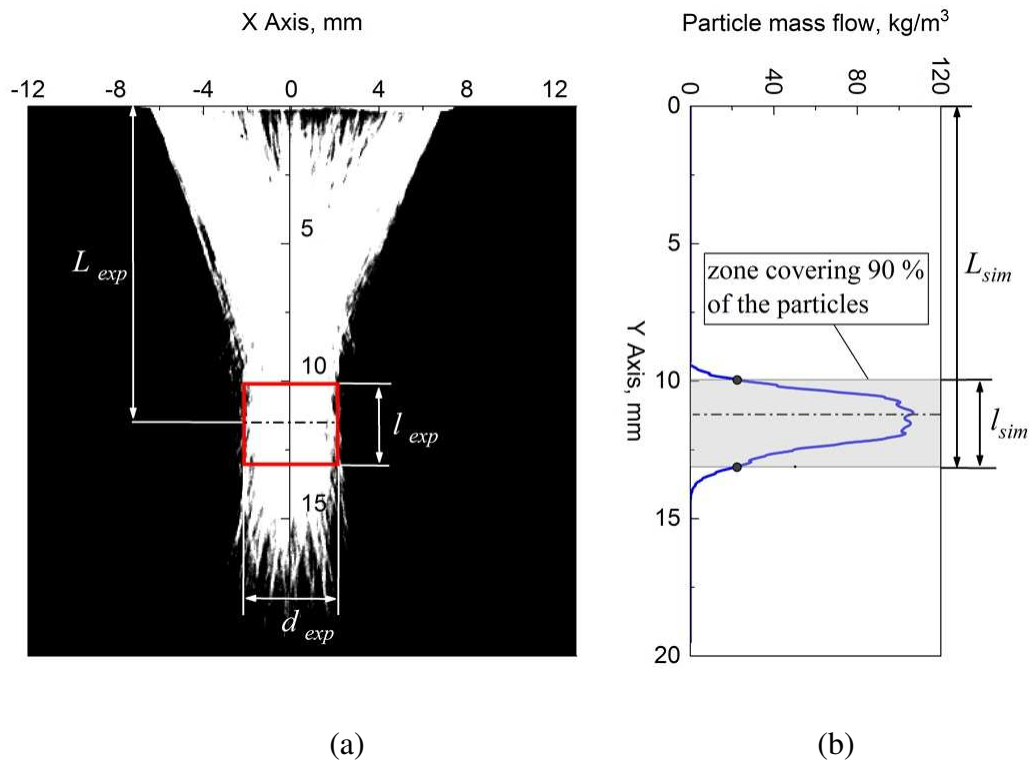 X Axis, mm
-12 -4 0 4 8 12
-8
5
10
15
L exp
l exp
d exp
(a)
Particle mass flow, kg/m³
0 40 80 120
0
5
10
15
20
Y Axis, mm
zone covering 90 %
of the particles
L sim
l sim
(b)